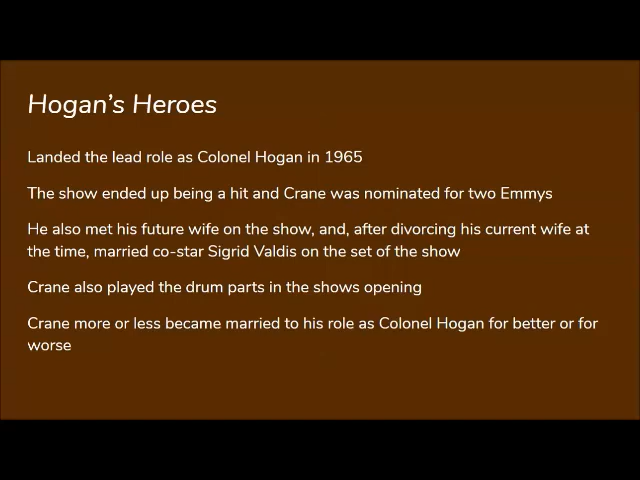 Hogan’s Heroes
Landed the lead role as Colonel Hogan in 1965
The show ended up being a hit and Crane was nominated for two Emmys
He also met his future wife on the show, and, after divorcing his current wife at
the time, married co-star Sigrid Valdis on the set of the show
Crane also played the drum parts in the shows opening
Crane more or less became married to his role as Colonel Hogan for better or for
worse